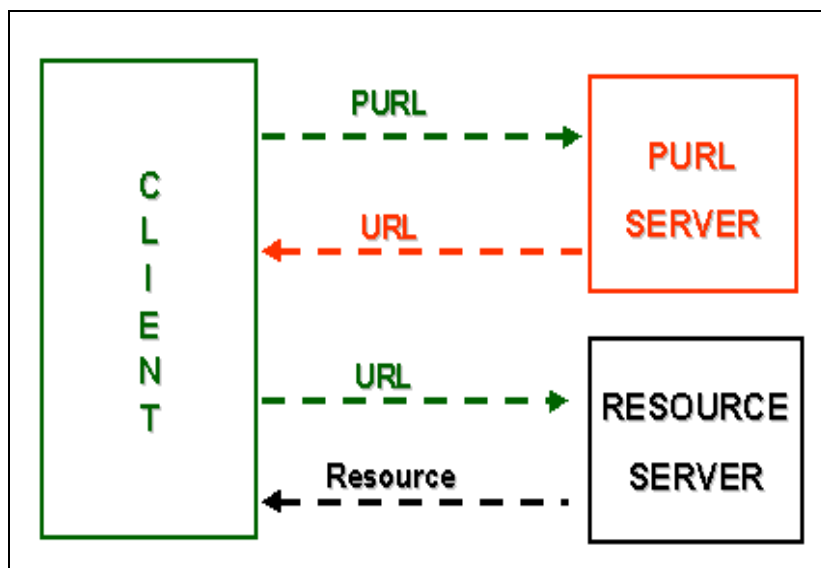 CLIENT
PURL
PURL
SERVER
URL
URL
RESOURCE
SERVER
Resource